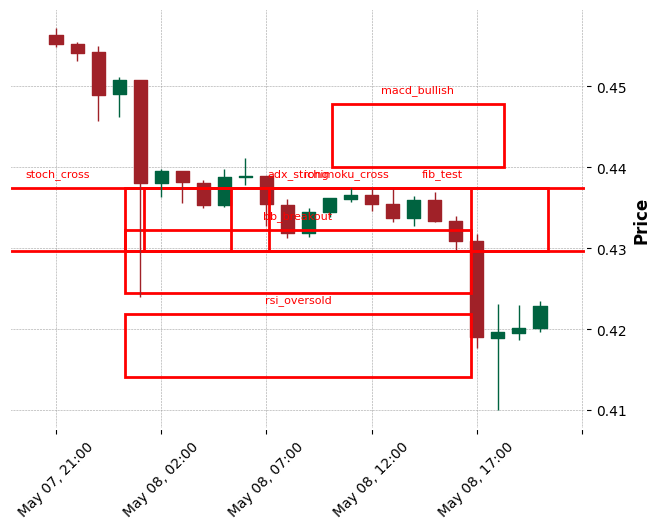 macd_bullish
stoch_cross
adx_strong
ichimoku_cross
fib_test
bb_breakout
rsi_oversold
0.45
0.44
0.43
0.42
0.41
Price
May 07, 21:00
May 08, 02:00
May 08, 07:00
May 08, 12:00
May 08, 17:00